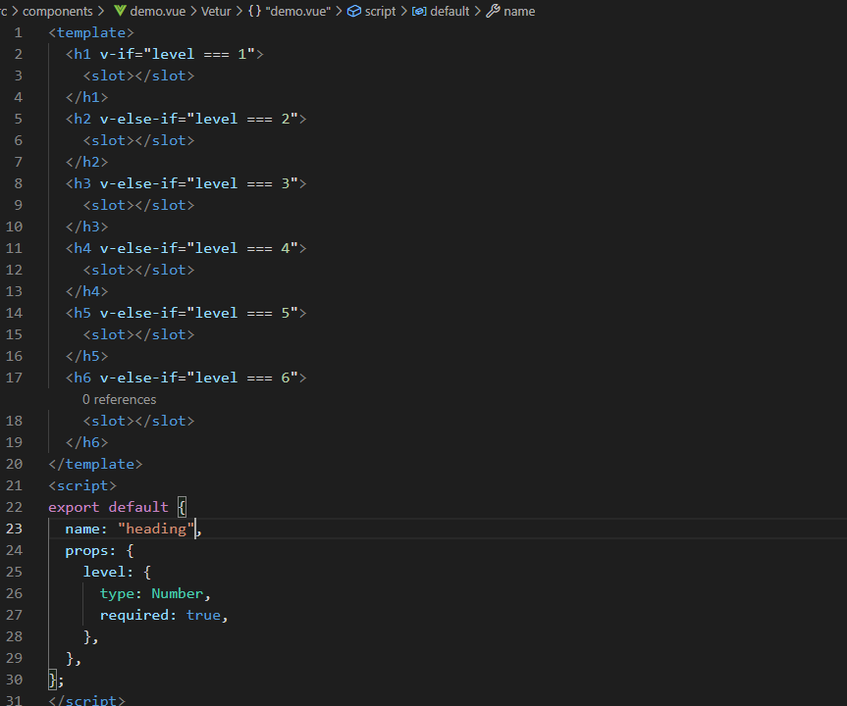 rc > components > demo.vue > Vetur > {} "demo.vue" > script > default > name
1 <template>
2 <h1 v-if="level === 1">
3 <slot></slot>
4 </h1>
5 <h2 v-else-if="level === 2">
6 <slot></slot>
7 </h2>
8 <h3 v-else-if="level === 3">
9 <slot></slot>
10 </h3>
11 <h4 v-else-if="level === 4">
12 <slot></slot>
13 </h4>
14 <h5 v-else-if="level === 5">
15 <slot></slot>
16 </h5>
17 <h6 v-else-if="level === 6">
0 references
18 <slot></slot>
19 </h6>
20 </template>
21 <script>
22 export default {
23 name: "heading",
24 props: {
25 level: {
26 type: Number,
27 required: true,
28 },
29 },
30 };
31 </script>